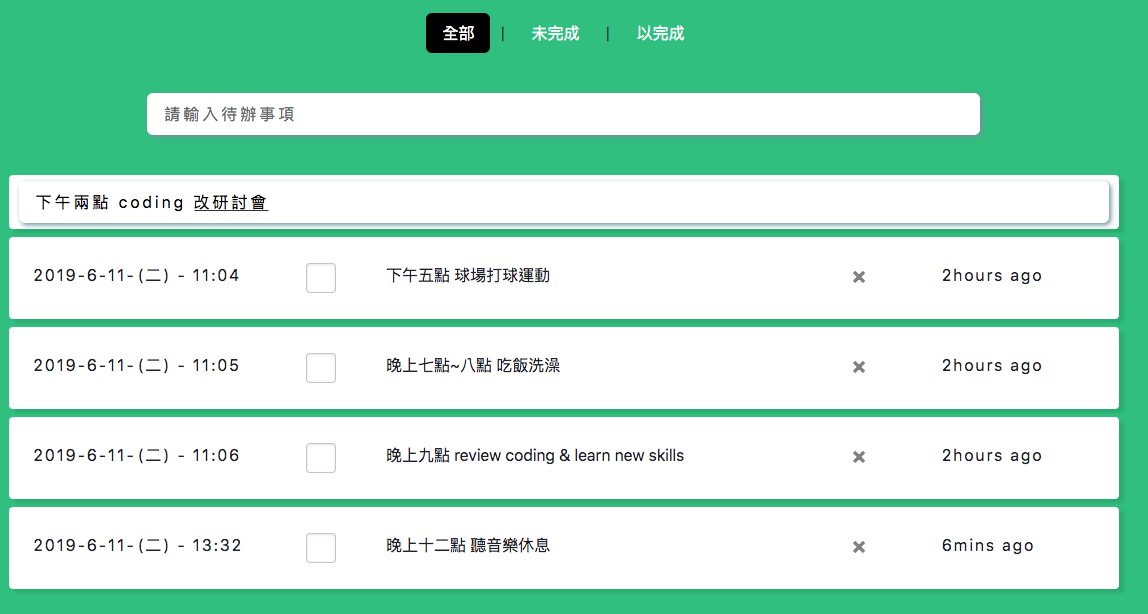 全部 | 未完成 | 以完成
請輸入待辦事項
下午兩點 coding 改研討會
2019-6-11-(二) - 11:04 下午五點 球場打球運動 × 2hours ago
2019-6-11-(二) - 11:05 晚上七點~八點 吃飯洗澡 × 2hours ago
2019-6-11-(二) - 11:06 晚上九點 review coding & learn new skills × 2hours ago
2019-6-11-(二) - 13:32 晚上十二點 聽音樂休息 × 6mins ago